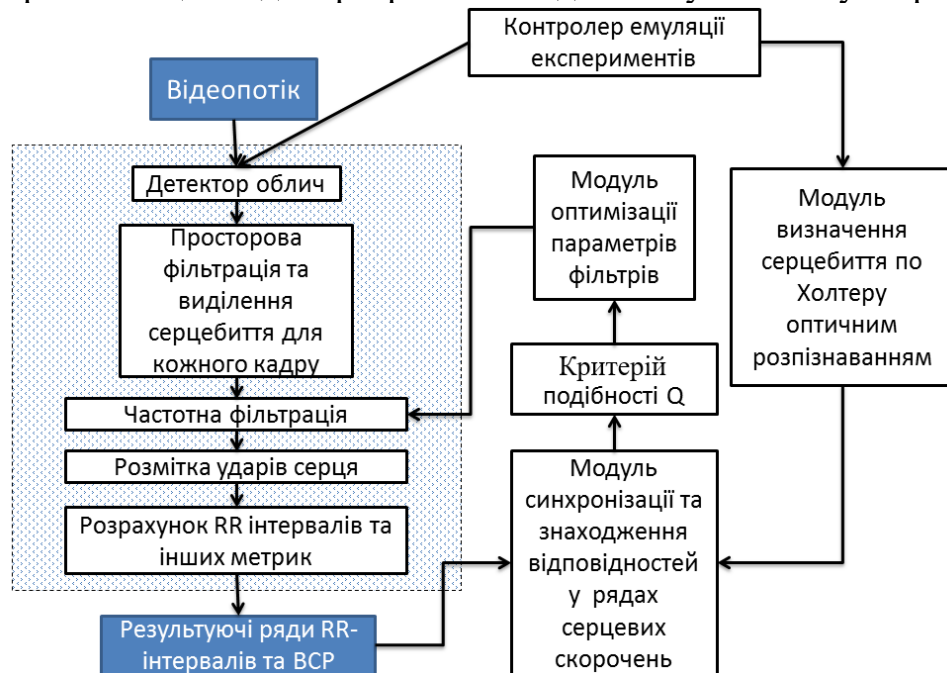 Контролер емуляції
експериментів
Відеопотік
Детектор облич
Просторова
фільтрація та
виділення
серцебиття для
кожного кадру
Частотна фільтрація
Розмітка ударів серця
Розрахунок RR інтервалів та
інших метрик
Результуючі ряди RR-
інтервалів та ВСР
Модуль
оптимізації
параметрів
фільтрів
Критерій
подібності Q
Модуль
синхронізації та
знаходження
відповідностей
у рядах
серцевих
скорочень
Модуль
визначення
серцебиття по
Холтеру
оптичним
розпізнаванням